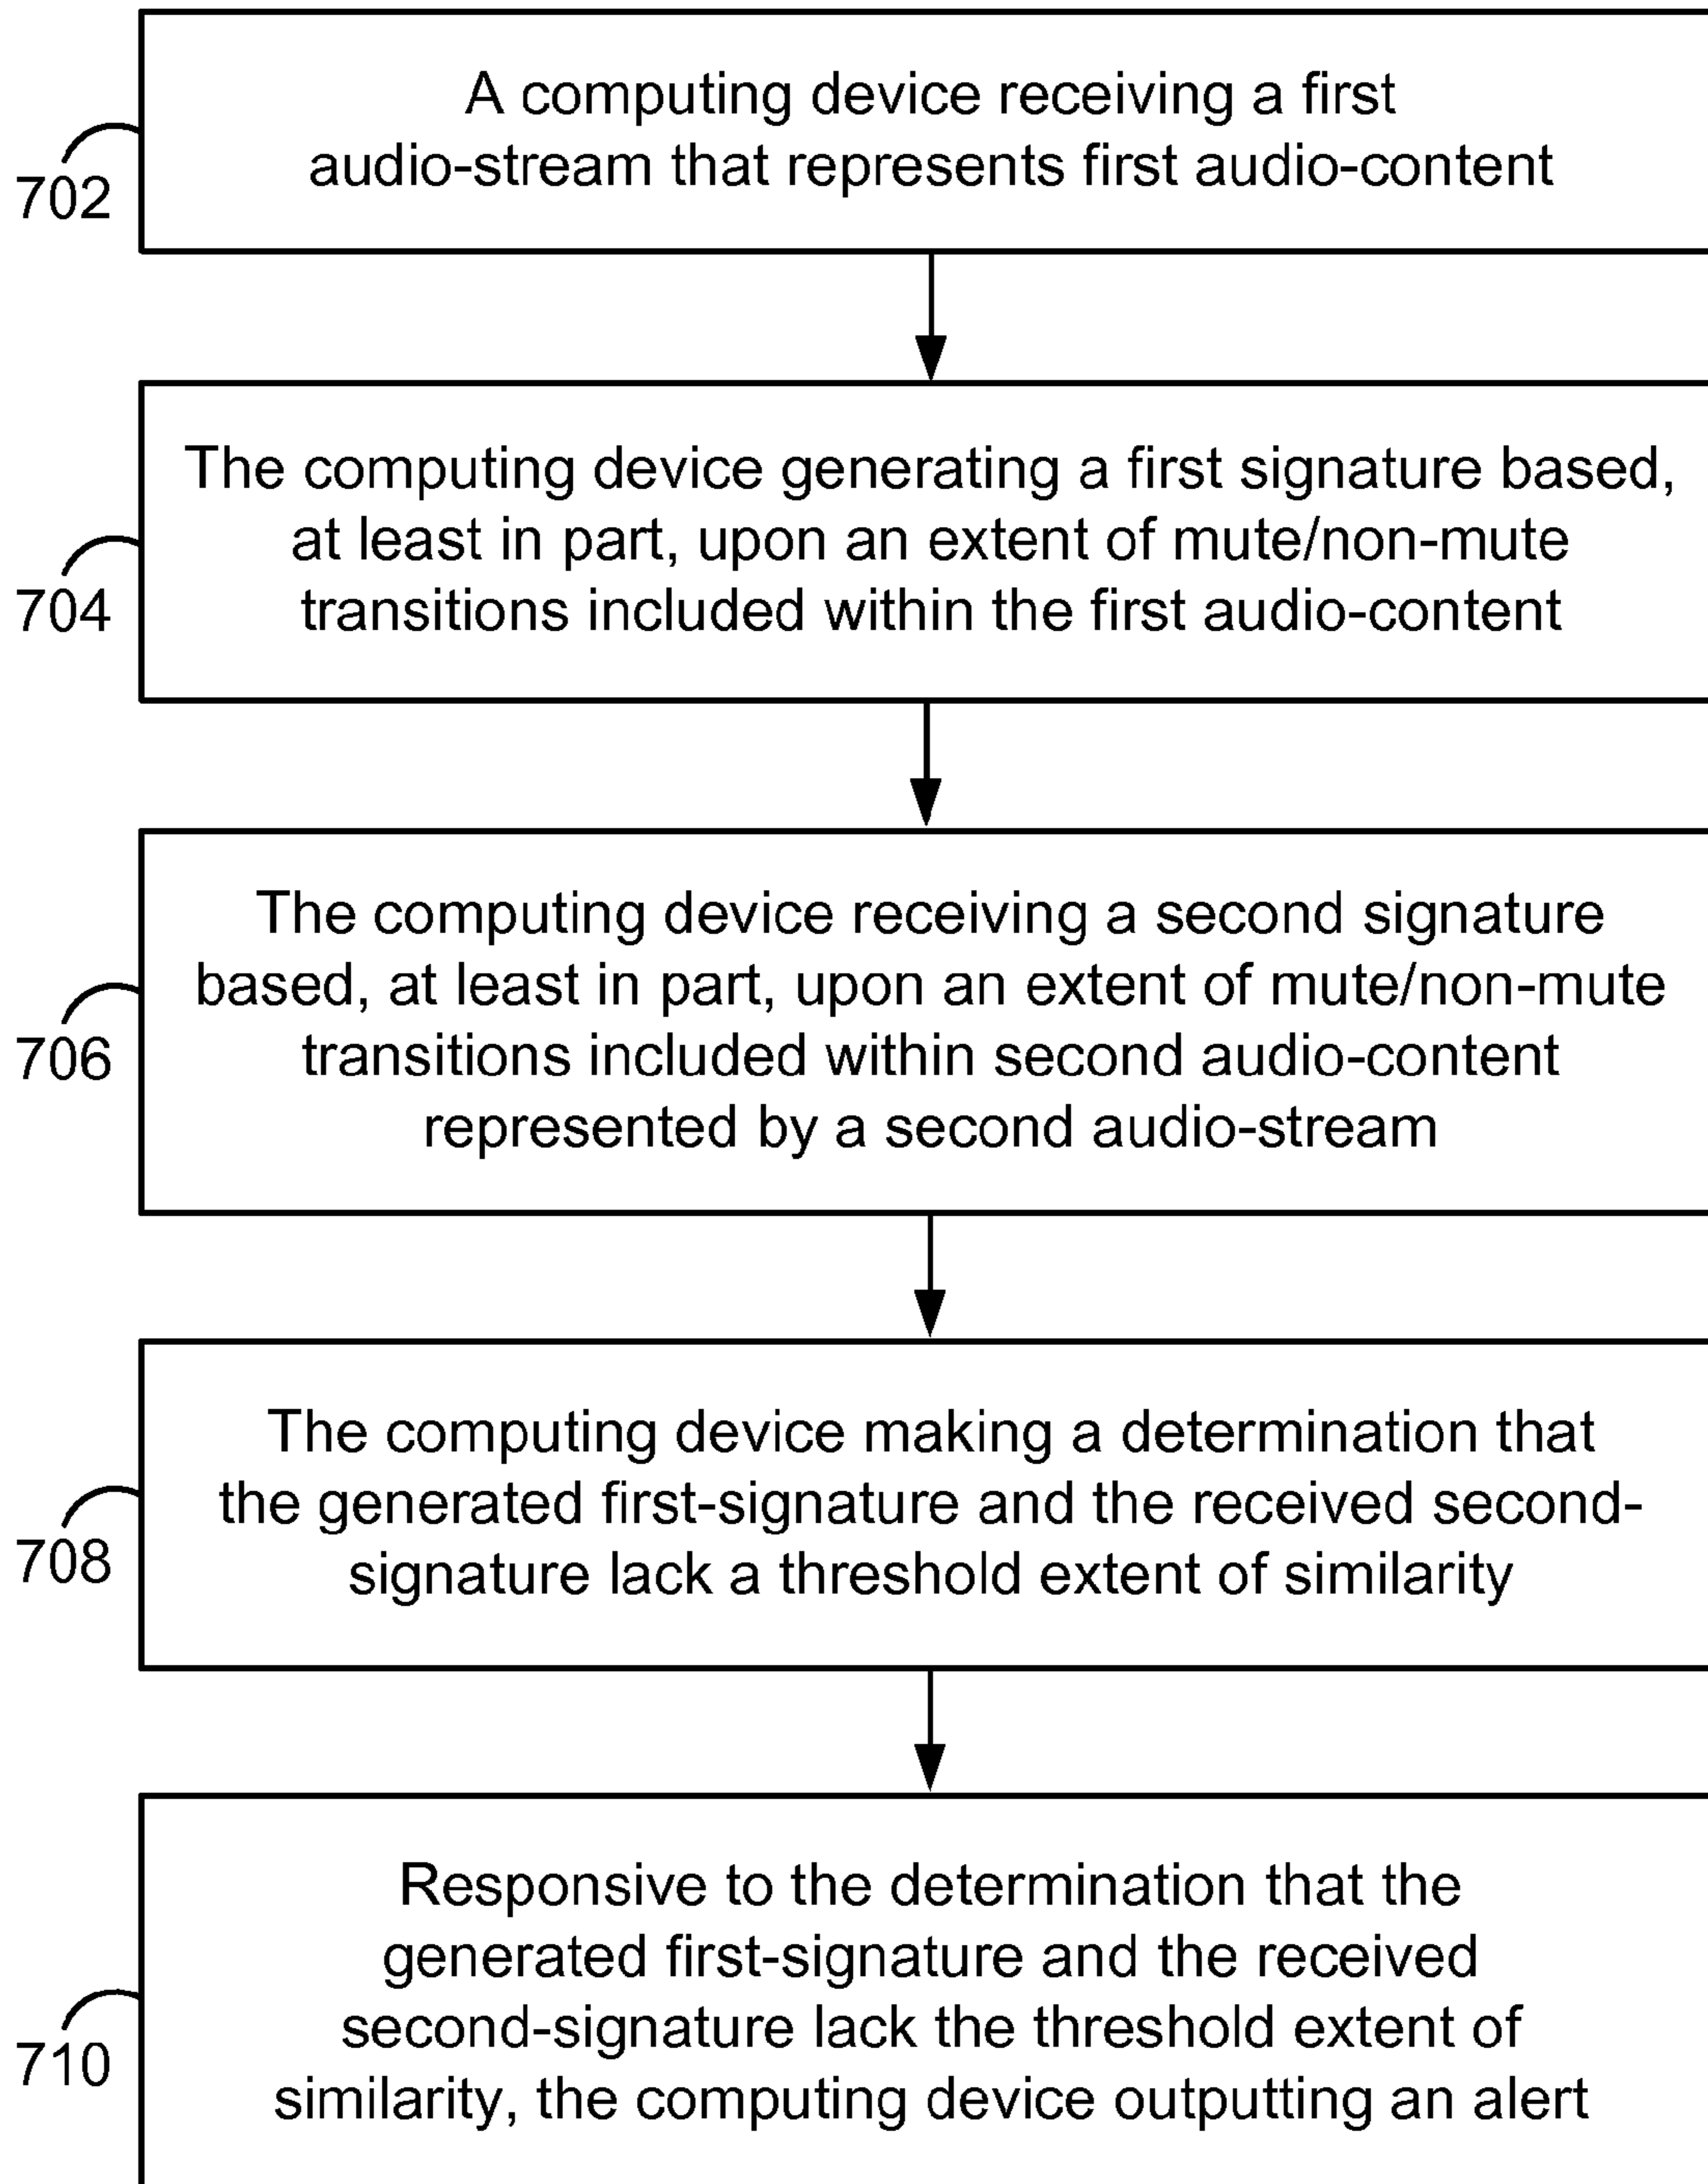 A computing device receiving a first
audio-stream that represents first audio-content
702
The computing device generating a first signature based,
at least in part, upon an extent of mute/non-mute
transitions included within the first audio-content
704
The computing device receiving a second signature
based, at least in part, upon an extent of mute/non-mute
transitions included within second audio-content
represented by a second audio-stream
706
The computing device making a determination that
the generated first-signature and the received second-
signature lack a threshold extent of similarity
708
Responsive to the determination that the
generated first-signature and the received
second-signature lack the threshold extent of
similarity, the computing device outputting an alert
710